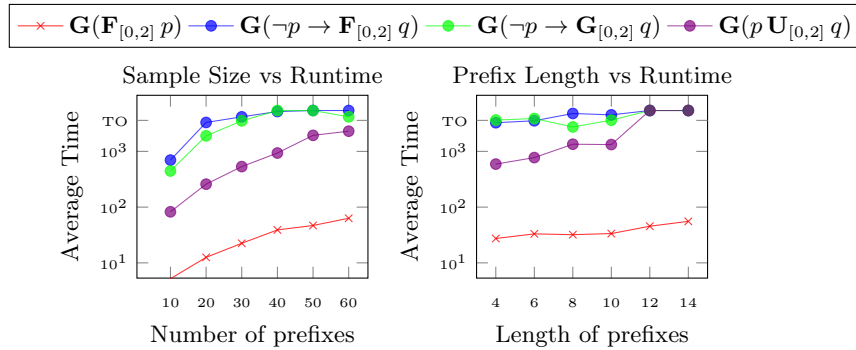 G(F[0,2] p) G(¬p → F[0,2] q) G(¬p → G[0,2] q) G(p U[0,2] q)
Sample Size vs Runtime
Average Time
TO
10³
10²
10¹
10 20 30 40 50 60
Number of prefixes
Prefix Length vs Runtime
Average Time
TO
10³
10²
10¹
4 6 8 10 12 14
Length of prefixes